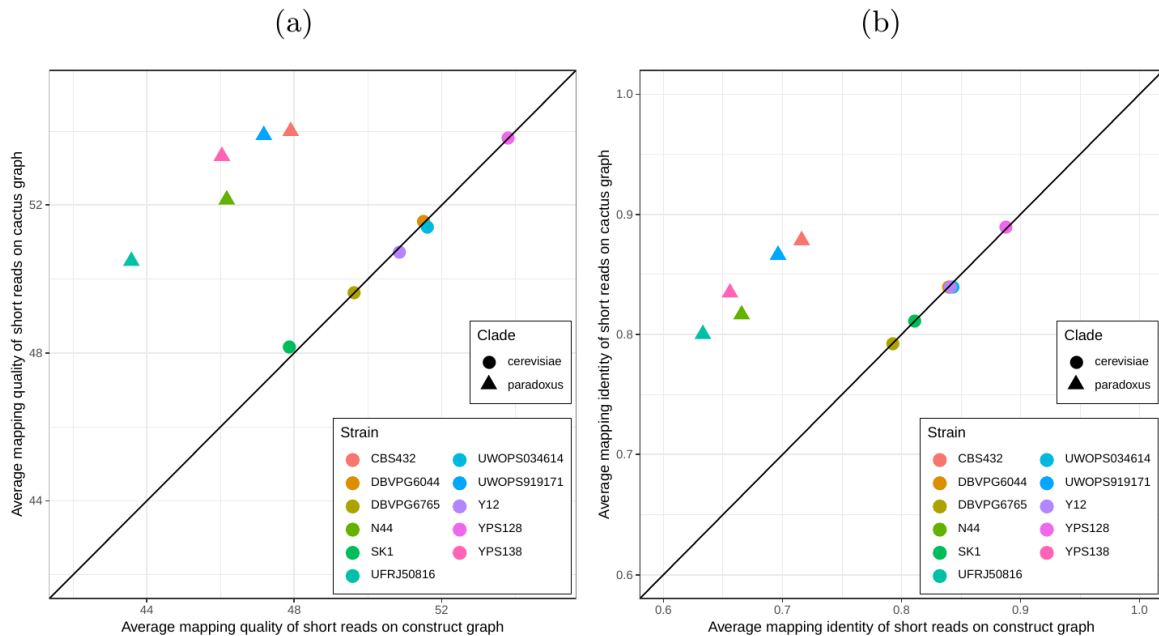 (a)
Average mapping quality of short reads on cactus graph
52
48
44
44
48
52
Average mapping quality of short reads on construct graph
Clade
cerevisiae
paradoxus
Strain
CBS432
DBVPG6044
DBVPG6765
N44
SK1
UFRJ50816
UWOPS034614
UWOPS919171
Y12
YPS128
YPS138
(b)
Average mapping identity of short reads on cactus graph
1.0
0.9
0.8
0.7
0.6
0.6
0.7
0.8
0.9
1.0
Average mapping identity of short reads on construct graph
Clade
cerevisiae
paradoxus
Strain
CBS432
DBVPG6044
DBVPG6765
N44
SK1
UFRJ50816
UWOPS034614
UWOPS919171
Y12
YPS128
YPS138